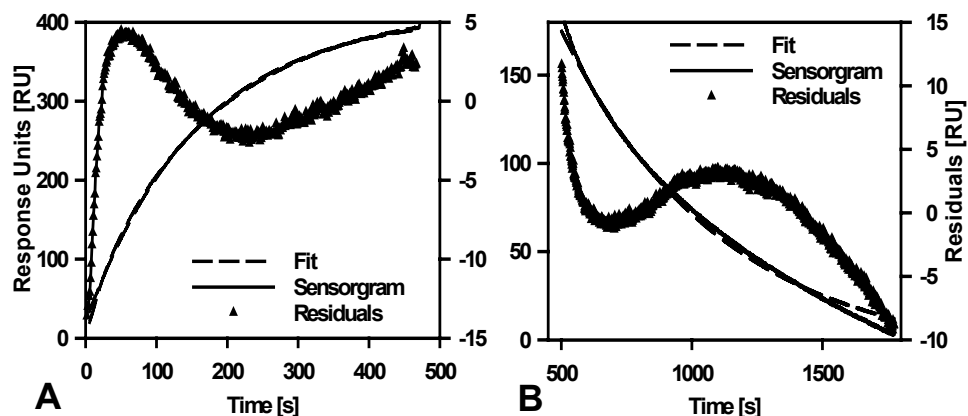 400
300
200
100
0
Response Units [RU]
5
0
-5
-10
-15
Fit
Sensorgram
Residuals
0
100
200
300
400
500
Time [s]
A
150
100
50
0
15
10
5
0
-5
-10
Residuals [RU]
Fit
Sensorgram
Residuals
500
1000
1500
Time [s]
B